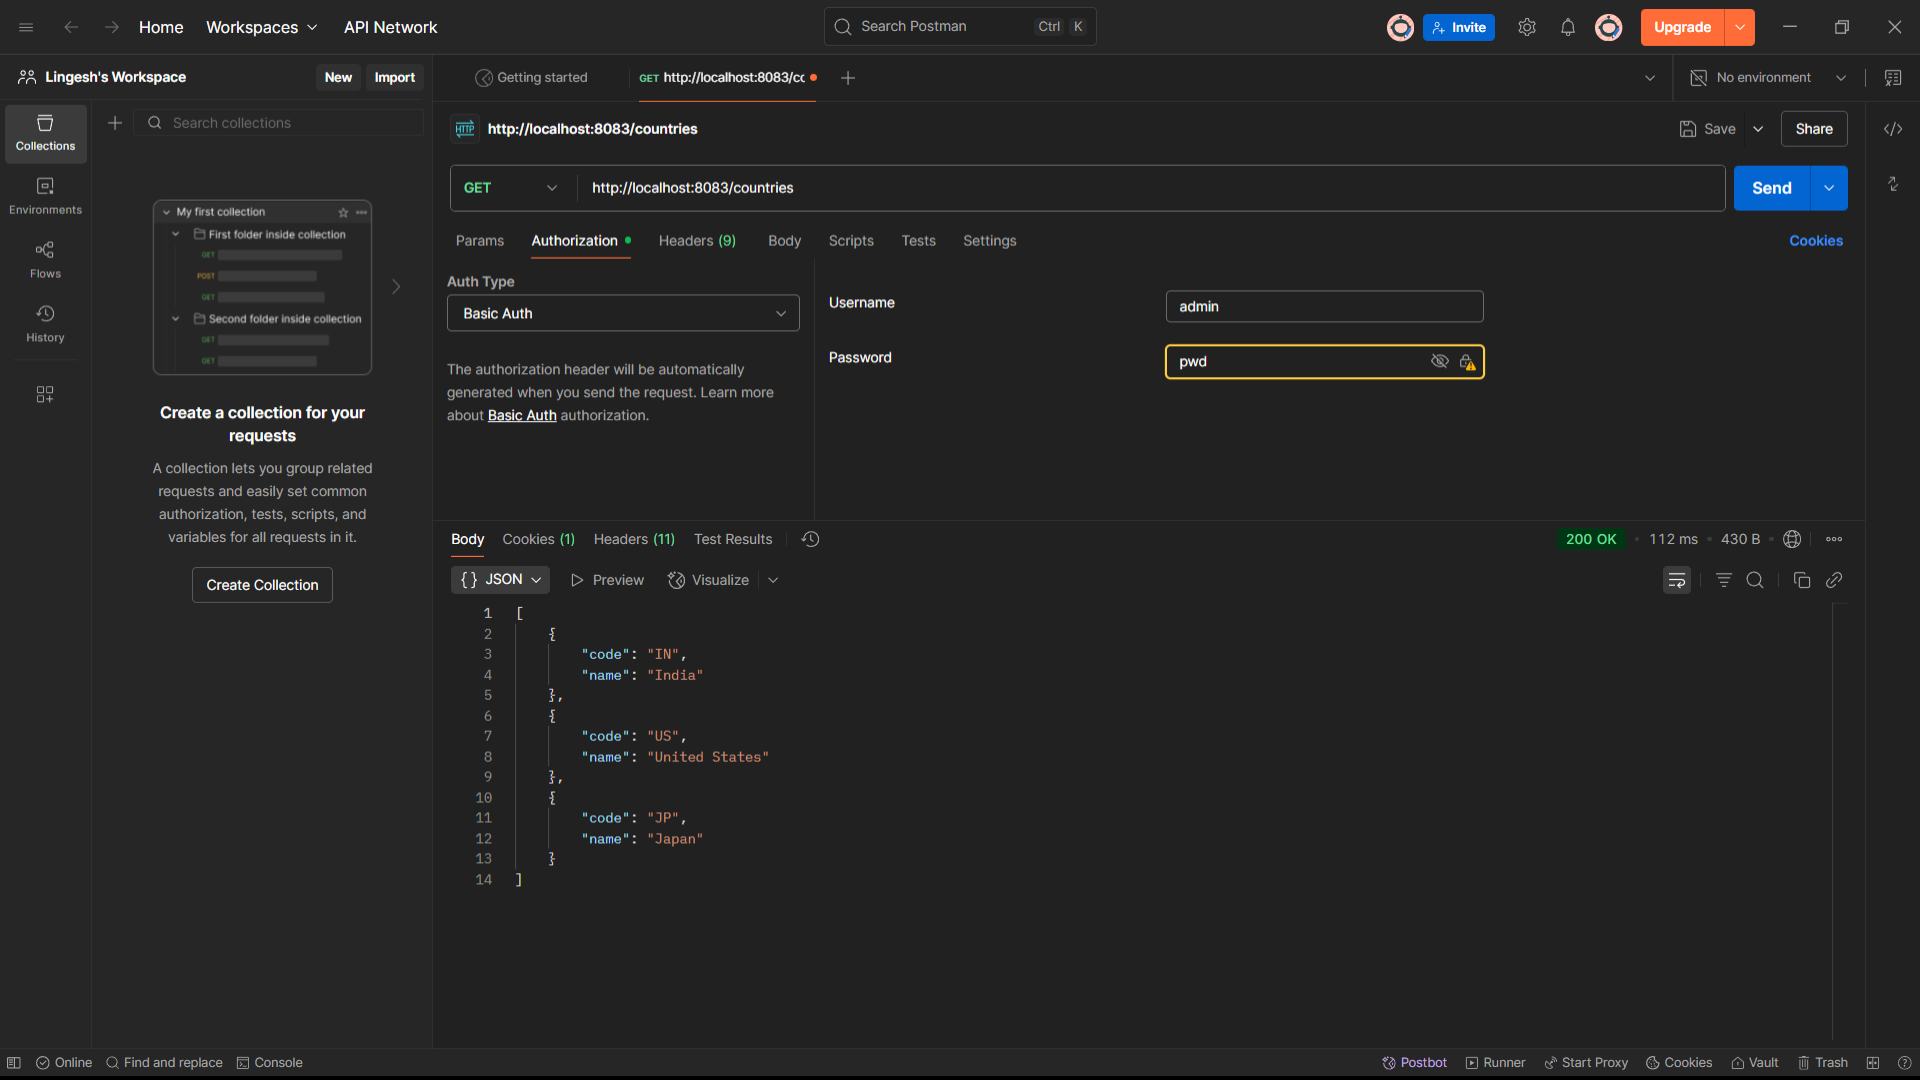 Home Workspaces API Network Search Postman Ctrl K Invite Upgrade
Lingesh's Workspace New Import Getting started GET http://localhost:8083/cc No environment
Collections
Environments
Flows
History
Search collections
My first collection
First folder inside collection
GET
POST
GET
Second folder inside collection
GET
GET
Create a collection for your
requests
A collection lets you group related
requests and easily set common
authorization, tests, scripts, and
variables for all requests in it.
Create Collection
HTTP http://localhost:8083/countries Save Share
GET http://localhost:8083/countries Send
Params Authorization Headers (9) Body Scripts Tests Settings Cookies
Auth Type
Basic Auth
The authorization header will be automatically
generated when you send the request. Learn more
about Basic Auth authorization.
Username admin
Password pwd
Body Cookies (1) Headers (11) Test Results 200 OK • 112 ms • 430 B •
{} JSON Preview Visualize
1 [
2 {
3 "code": "IN",
4 "name": "India"
5 },
6 {
7 "code": "US",
8 "name": "United States"
9 },
10 {
11 "code": "JP",
12 "name": "Japan"
13 }
14 ]
Online Find and replace Console Postbot Runner Start Proxy Cookies Vault Trash